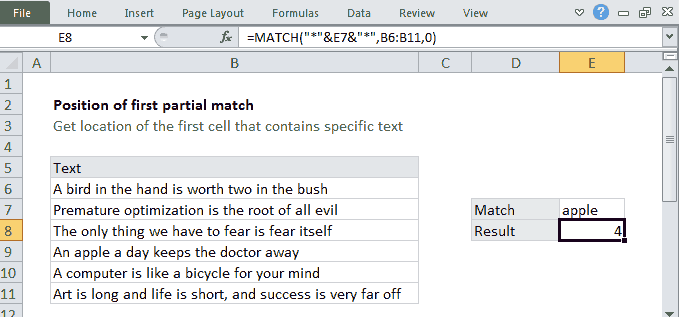 File Home Insert Page Layout Formulas Data Review View ?
E8 fx =MATCH("*"&E7&"*",B6:B11,0)
A B C D E
1
2 Position of first partial match
3 Get location of the first cell that contains specific text
4
5 Text
6 A bird in the hand is worth two in the bush
7 Premature optimization is the root of all evil Match apple
8 The only thing we have to fear is fear itself Result 4
9 An apple a day keeps the doctor away
10 A computer is like a bicycle for your mind
11 Art is long and life is short, and success is very far off
12